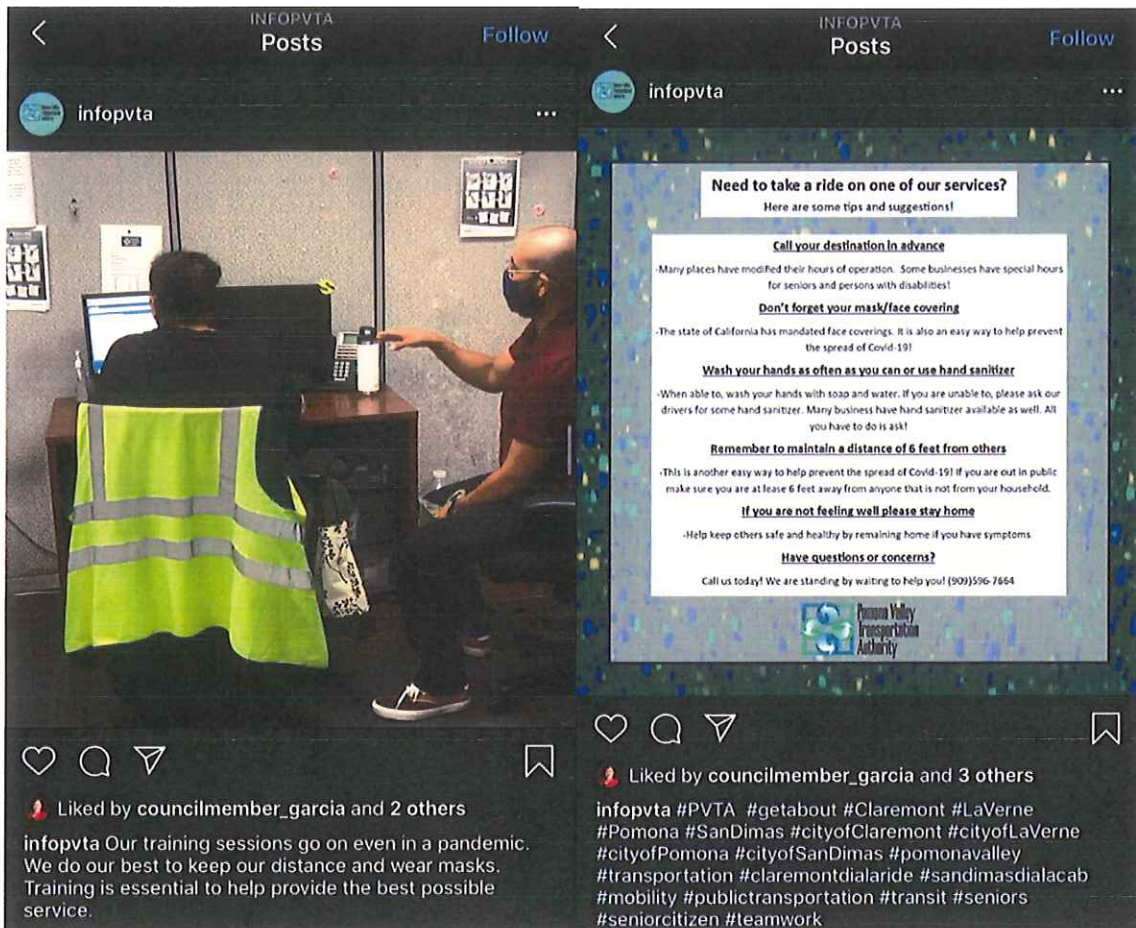 INFOPVTA
Posts
Follow
infopvta
Liked by councilmember_garcia and 2 others
infopvta Our training sessions go on even in a pandemic.
We do our best to keep our distance and wear masks.
Training is essential to help provide the best possible
service.
INFOPVTA
Posts
Follow
infopvta
Need to take a ride on one of our services?
Here are some tips and suggestions!
Call your destination in advance
-Many places have modified their hours of operation. Some businesses have special hours
for seniors and persons with disabilities!
Don't forget your mask/face covering
-The state of California has mandated face coverings. It is also an easy way to help prevent
the spread of Covid-19!
Wash your hands as often as you can or use hand sanitizer
-When able to, wash your hands with soap and water. If you are unable to, please ask our
drivers for some hand sanitizer. Many business have hand sanitizer available as well. All
you have to do is ask!
Remember to maintain a distance of 6 feet from others
-This is another easy way to help prevent the spread of Covid-19! If you are out in public
make sure you are at lease 6 feet away from anyone that is not from your household.
If you are not feeling well please stay home
-Help keep others safe and healthy by remaining home if you have symptoms.
Have questions or concerns?
Call us today! We are standing by waiting to help you! (909)596-7664
Pomona Valley
Transportation
Authority
Liked by councilmember_garcia and 3 others
infopvta #PVTA #getabout #Claremont #LaVerne
#Pomona #SanDimas #cityofClaremont #cityofLaVerne
#cityofPomona #cityofSanDimas #pomonavalley
#transportation #claremontdialaride #sandimasdialacab
#mobility #publictransportation #transit #seniors
#seniorcitizen #teamwork